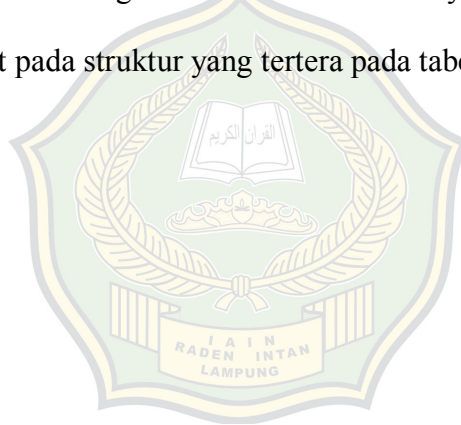 t pada struktur yang tertera pada tabe
القرآن الكريم
I A I N
RADEN INTAN
LAMPUNG